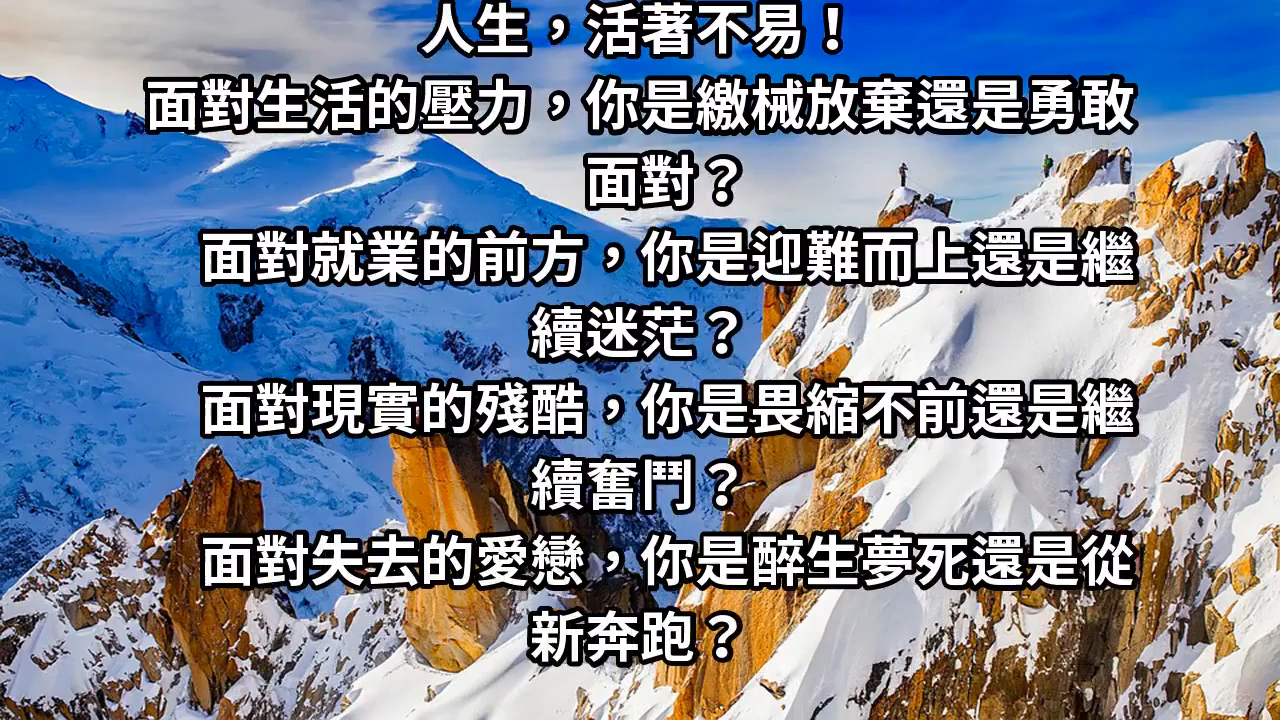 人生，活著不易！
面對生活的壓力，你是繳械放棄還是勇敢
面對？
面對就業的前方，你是迎難而上還是繼
續迷茫？
面對現實的殘酷，你是畏縮不前還是繼
續奮鬥？
面對失去的愛戀，你是醉生夢死還是從
新奔跑？